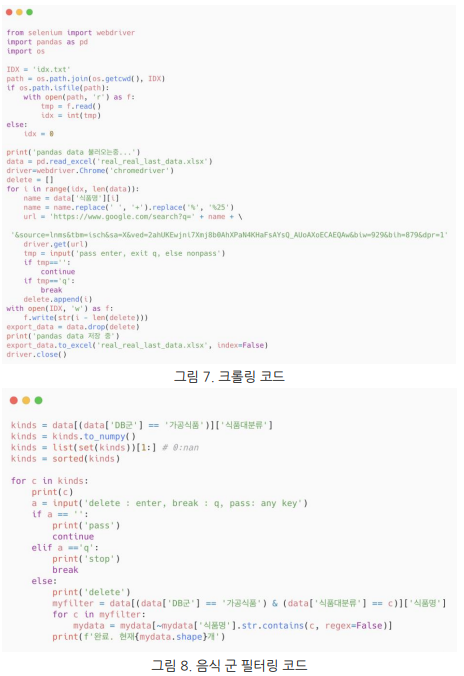 from selenium import webdriver
import pandas as pd
import os
IDX = 'idx.txt'
path = os.path.join(os.getcwd(), IDX)
if os.path.isfile(path):
    with open(path, 'r') as f:
        tmp = f.read()
        idx = int(tmp)
else:
    idx = 0
print('pandas data 불러오는중...')
data = pd.read_excel('real_real_last_data.xlsx')
driver=webdriver.Chrome('chromedriver')
delete = []
for i in range(idx, len(data)):
    name = data['식품명'][i]
    name = name.replace(' ', '+').replace('%', '%25')
    url = 'https://www.google.com/search?q=' + name + \
'&source=lnms&tbm=isch&sa=X&ved=2ahUKEwjni7Xmj8b0AhXPaN4KHaFsAYsQ_AUoAXoECAEQAw&biw=929&bih=879&dpr=1'
    driver.get(url)
    tmp = input('pass enter, exit q, else nonpass')
    if tmp=='':
        continue
    if tmp=='q':
        break
    delete.append(i)
with open(IDX, 'w') as f:
    f.write(str(i - len(delete)))
export_data = data.drop(delete)
print('pandas data 저장 중')
export_data.to_excel('real_real_last_data.xlsx', index=False)
driver.close()
그림 7. 크롤링 코드
kinds = data[(data['DB군'] == '가공식품')]['식품대분류']
kinds = kinds.to_numpy()
kinds = list(set(kinds))[1:] # 0:nan
kinds = sorted(kinds)
for c in kinds:
    print(c)
    a = input('delete : enter, break : q, pass: any key')
    if a == '':
        print('pass')
        continue
    elif a =='q':
        print('stop')
        break
    else:
        print('delete')
        myfilter = data[(data['DB군'] == '가공식품') & (data['식품대분류'] == c)]['식품명']
        for c in myfilter:
            mydata = mydata[~mydata['식품명'].str.contains(c, regex=False)]
        print(f'완료. 현재{mydata.shape}개')
그림 8. 음식 군 필터링 코드